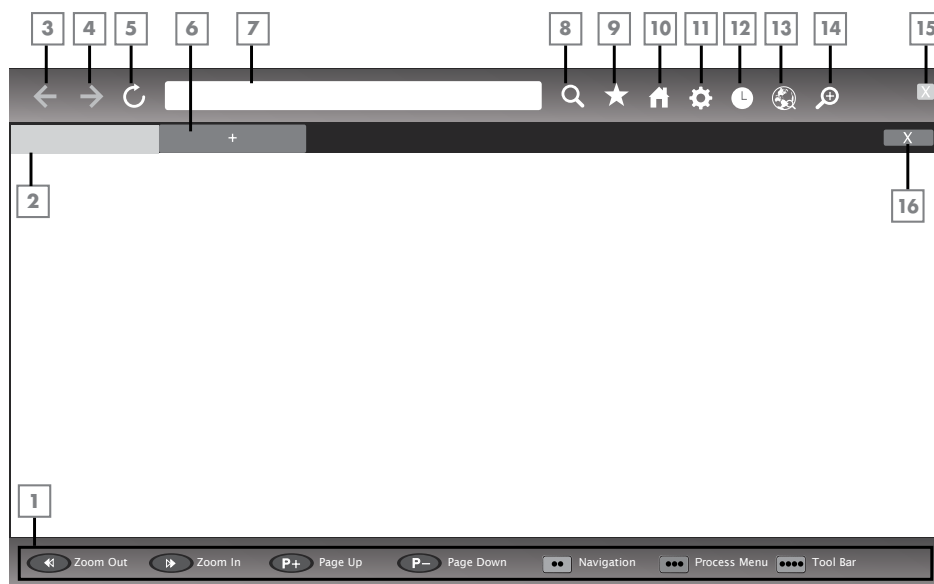 3 4 5 6 7 8 9 10 11 12 13 14 15
X
+ X
2 16
1
Zoom Out Zoom In P+ Page Up P− Page Down Navigation Process Menu Tool Bar